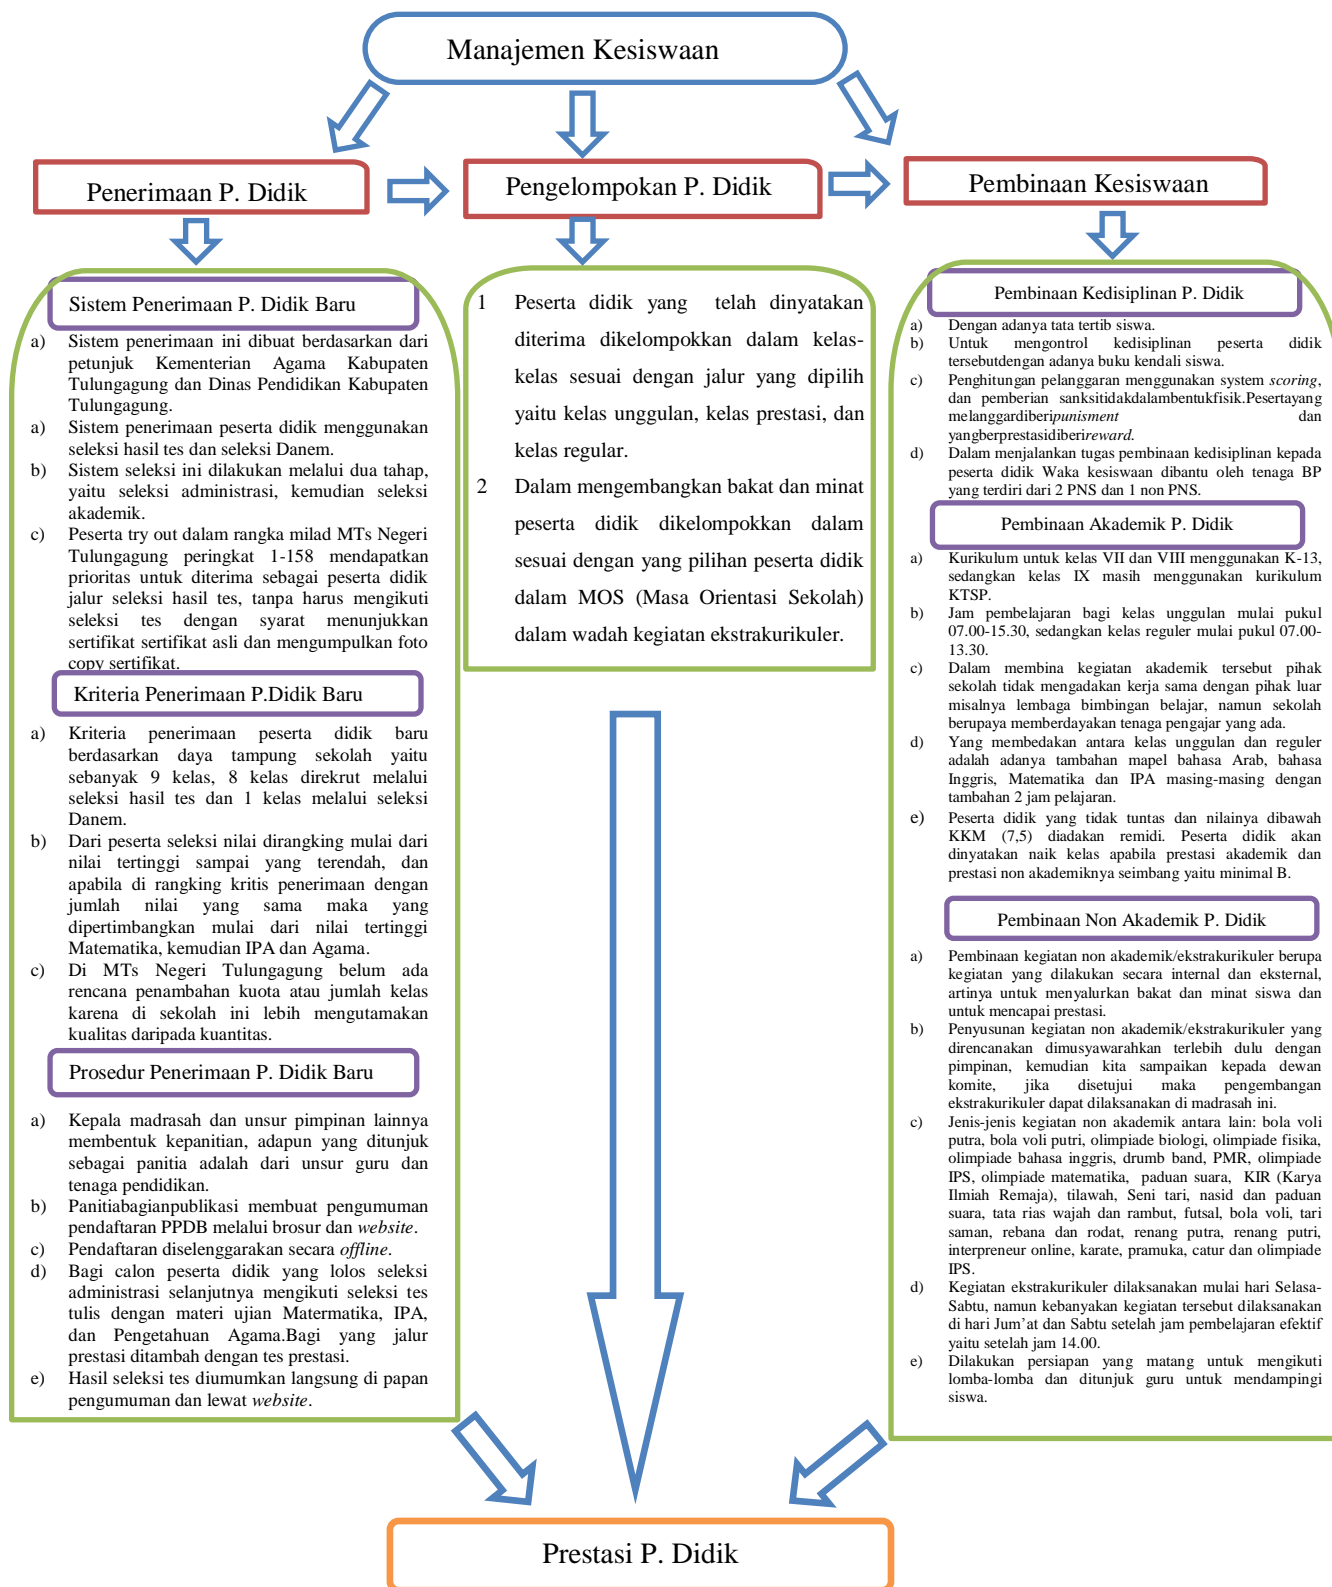 Manajemen Kesiswaan
Penerimaan P. Didik
Pengelompokan P. Didik
Pembinaan Kesiswaan
Sistem Penerimaan P. Didik Baru
a) Sistem penerimaan ini dibuat berdasarkan dari
petunjuk Kementerian Agama Kabupaten
Tulungagung dan Dinas Pendidikan Kabupaten
Tulungagung.
a) Sistem penerimaan peserta didik menggunakan
seleksi hasil tes dan seleksi Danem.
b) Sistem seleksi ini dilakukan melalui dua tahap,
yaitu seleksi administrasi, kemudian seleksi
akademik.
c) Peserta try out dalam rangka milad MTs Negeri
Tulungagung peringkat 1-158 mendapatkan
prioritas untuk diterima sebagai peserta didik
jalur seleksi hasil tes, tanpa harus mengikuti
seleksi tes dengan syarat menunjukkan
sertifikat sertifikat asli dan mengumpulkan foto
copy sertifikat.
Kriteria Penerimaan P.Didik Baru
a) Kriteria penerimaan peserta didik baru
berdasarkan daya tampung sekolah yaitu
sebanyak 9 kelas, 8 kelas direkrut melalui
seleksi hasil tes dan 1 kelas melalui seleksi
Danem.
b) Dari peserta seleksi nilai dirangking mulai dari
nilai tertinggi sampai yang terendah, dan
apabila di rangking kritis penerimaan dengan
jumlah nilai yang sama maka yang
dipertimbangkan mulai dari nilai tertinggi
Matematika, kemudian IPA dan Agama.
c) Di MTs Negeri Tulungagung belum ada
rencana penambahan kuota atau jumlah kelas
karena di sekolah ini lebih mengutamakan
kualitas daripada kuantitas.
Prosedur Penerimaan P. Didik Baru
a) Kepala madrasah dan unsur pimpinan lainnya
membentuk kepanitian, adapun yang ditunjuk
sebagai panitia adalah dari unsur guru dan
tenaga pendidikan.
b) Panitiabagianpublikasi membuat pengumuman
pendaftaran PPDB melalui brosur dan website.
c) Pendaftaran diselenggarakan secara offline.
d) Bagi calon peserta didik yang lolos seleksi
administrasi selanjutnya mengikuti seleksi tes
tulis dengan materi ujian Matermatika, IPA,
dan Pengetahuan Agama.Bagi yang jalur
prestasi ditambah dengan tes prestasi.
e) Hasil seleksi tes diumumkan langsung di papan
pengumuman dan lewat website.
1 Peserta didik yang telah dinyatakan
diterima dikelompokkan dalam kelas-
kelas sesuai dengan jalur yang dipilih
yaitu kelas unggulan, kelas prestasi, dan
kelas regular.
2 Dalam mengembangkan bakat dan minat
peserta didik dikelompokkan dalam
sesuai dengan yang pilihan peserta didik
dalam MOS (Masa Orientasi Sekolah)
dalam wadah kegiatan ekstrakurikuler.
Pembinaan Kedisiplinan P. Didik
a) Dengan adanya tata tertib siswa.
b) Untuk mengontrol kedisiplinan peserta didik
tersebutdengan adanya buku kendali siswa.
c) Penghitungan pelanggaran menggunakan system scoring,
dan pemberian sanksitidakdalambentukfisik.Pesertayang
melanggardiberipunisment dan
yangberprestasidiberireward.
d) Dalam menjalankan tugas pembinaan kedisiplinan kepada
peserta didik Waka kesiswaan dibantu oleh tenaga BP
yang terdiri dari 2 PNS dan 1 non PNS.
Pembinaan Akademik P. Didik
a) Kurikulum untuk kelas VII dan VIII menggunakan K-13,
sedangkan kelas IX masih menggunakan kurikulum
KTSP.
b) Jam pembelajaran bagi kelas unggulan mulai pukul
07.00-15.30, sedangkan kelas reguler mulai pukul 07.00-
13.30.
c) Dalam membina kegiatan akademik tersebut pihak
sekolah tidak mengadakan kerja sama dengan pihak luar
misalnya lembaga bimbingan belajar, namun sekolah
berupaya memberdayakan tenaga pengajar yang ada.
d) Yang membedakan antara kelas unggulan dan reguler
adalah adanya tambahan mapel bahasa Arab, bahasa
Inggris, Matematika dan IPA masing-masing dengan
tambahan 2 jam pelajaran.
e) Peserta didik yang tidak tuntas dan nilainya dibawah
KKM (7,5) diadakan remidi. Peserta didik akan
dinyatakan naik kelas apabila prestasi akademik dan
prestasi non akademiknya seimbang yaitu minimal B.
Pembinaan Non Akademik P. Didik
a) Pembinaan kegiatan non akademik/ekstrakurikuler berupa
kegiatan yang dilakukan secara internal dan eksternal,
artinya untuk menyalurkan bakat dan minat siswa dan
untuk mencapai prestasi.
b) Penyusunan kegiatan non akademik/ekstrakurikuler yang
direncanakan dimusyawarahkan terlebih dulu dengan
pimpinan, kemudian kita sampaikan kepada dewan
komite, jika disetujui maka pengembangan
ekstrakurikuler dapat dilaksanakan di madrasah ini.
c) Jenis-jenis kegiatan non akademik antara lain: bola voli
putra, bola voli putri, olimpiade biologi, olimpiade fisika,
olimpiade bahasa inggris, drumb band, PMR, olimpiade
IPS, olimpiade matematika, paduan suara, KIR (Karya
Ilmiah Remaja), tilawah, Seni tari, nasid dan paduan
suara, tata rias wajah dan rambut, futsal, bola voli, tari
saman, rebana dan rodat, renang putra, renang putri,
interpreneur online, karate, pramuka, catur dan olimpiade
IPS.
d) Kegiatan ekstrakurikuler dilaksanakan mulai hari Selasa-
Sabtu, namun kebanyakan kegiatan tersebut dilaksanakan
di hari Jum’at dan Sabtu setelah jam pembelajaran efektif
yaitu setelah jam 14.00.
e) Dilakukan persiapan yang matang untuk mengikuti
lomba-lomba dan ditunjuk guru untuk mendampingi
siswa.
Prestasi P. Didik